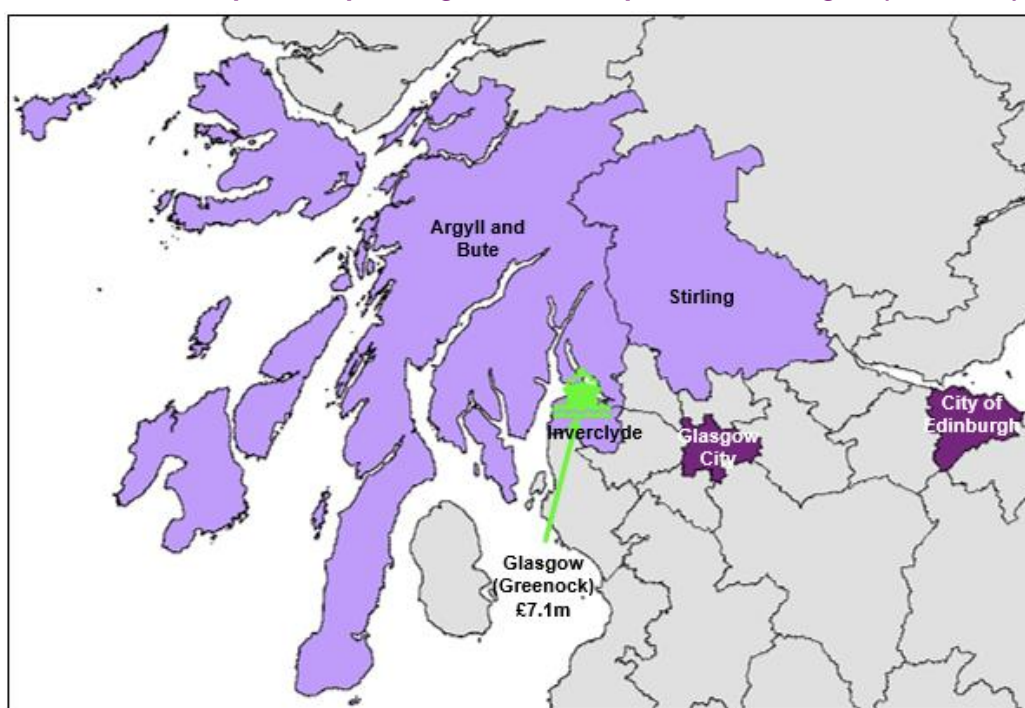 Argyll and
Bute
Stirling
City of
Edinburgh
Inverclyde
Glasgow
City
Glasgow
(Greenock)
£7.1m